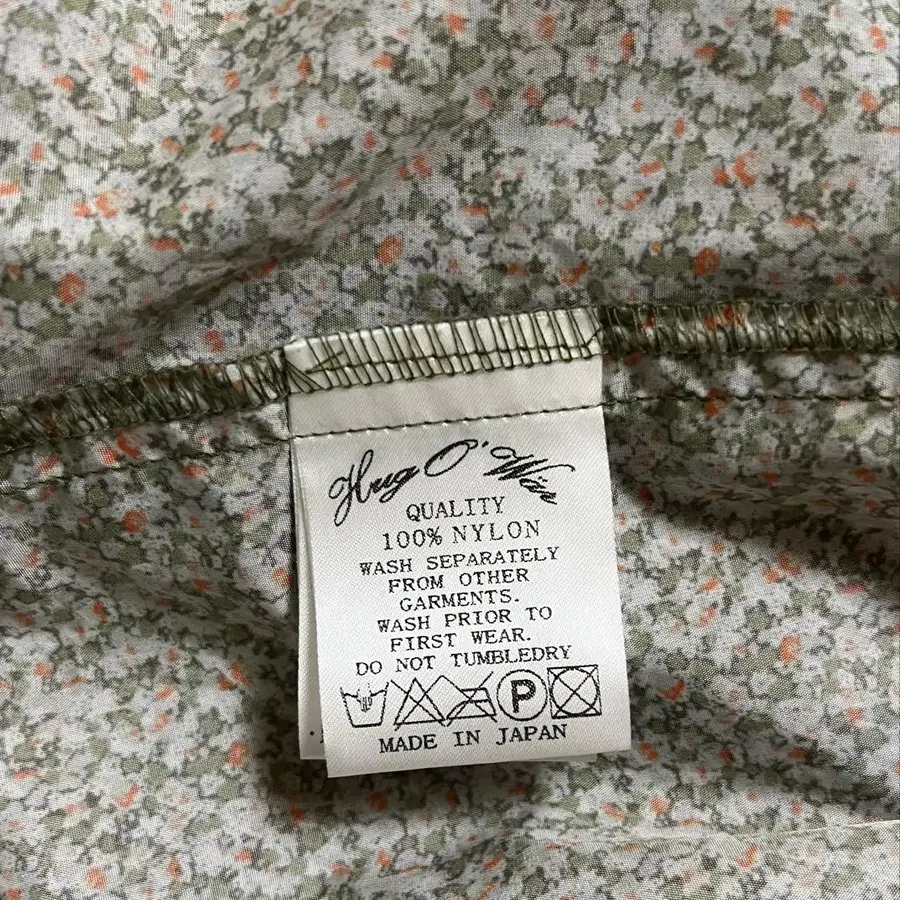 Hug O' War
QUALITY
100% NYLON
WASH SEPARATELY
FROM OTHER
GARMENTS.
WASH PRIOR TO
FIRST WEAR.
DO NOT TUMBLEDRY
P
MADE IN JAPAN